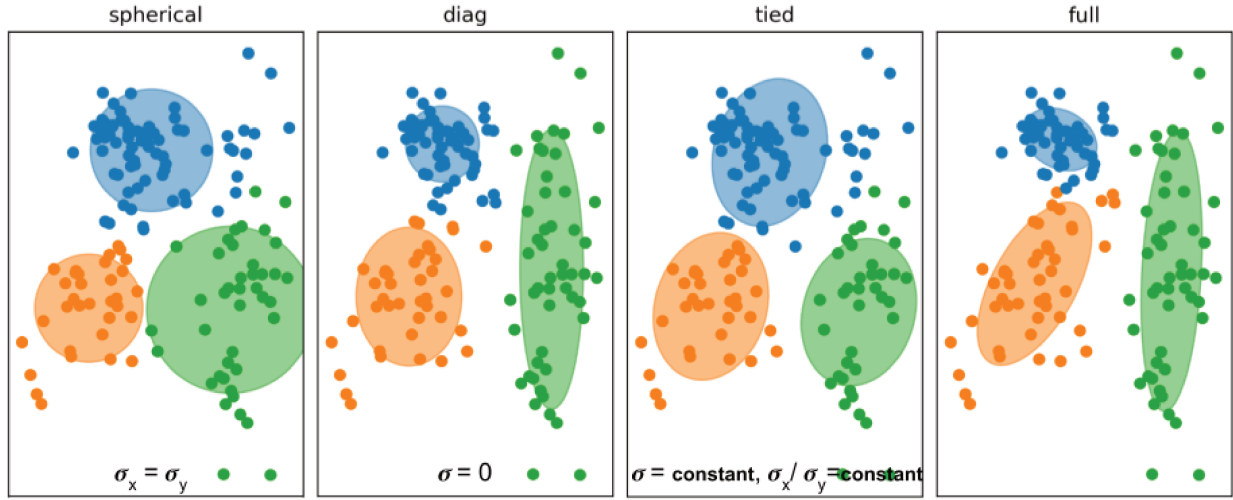 spherical
diag
tied
full
σx = σy
σ = 0
σ = constant, σx/ σy=constant